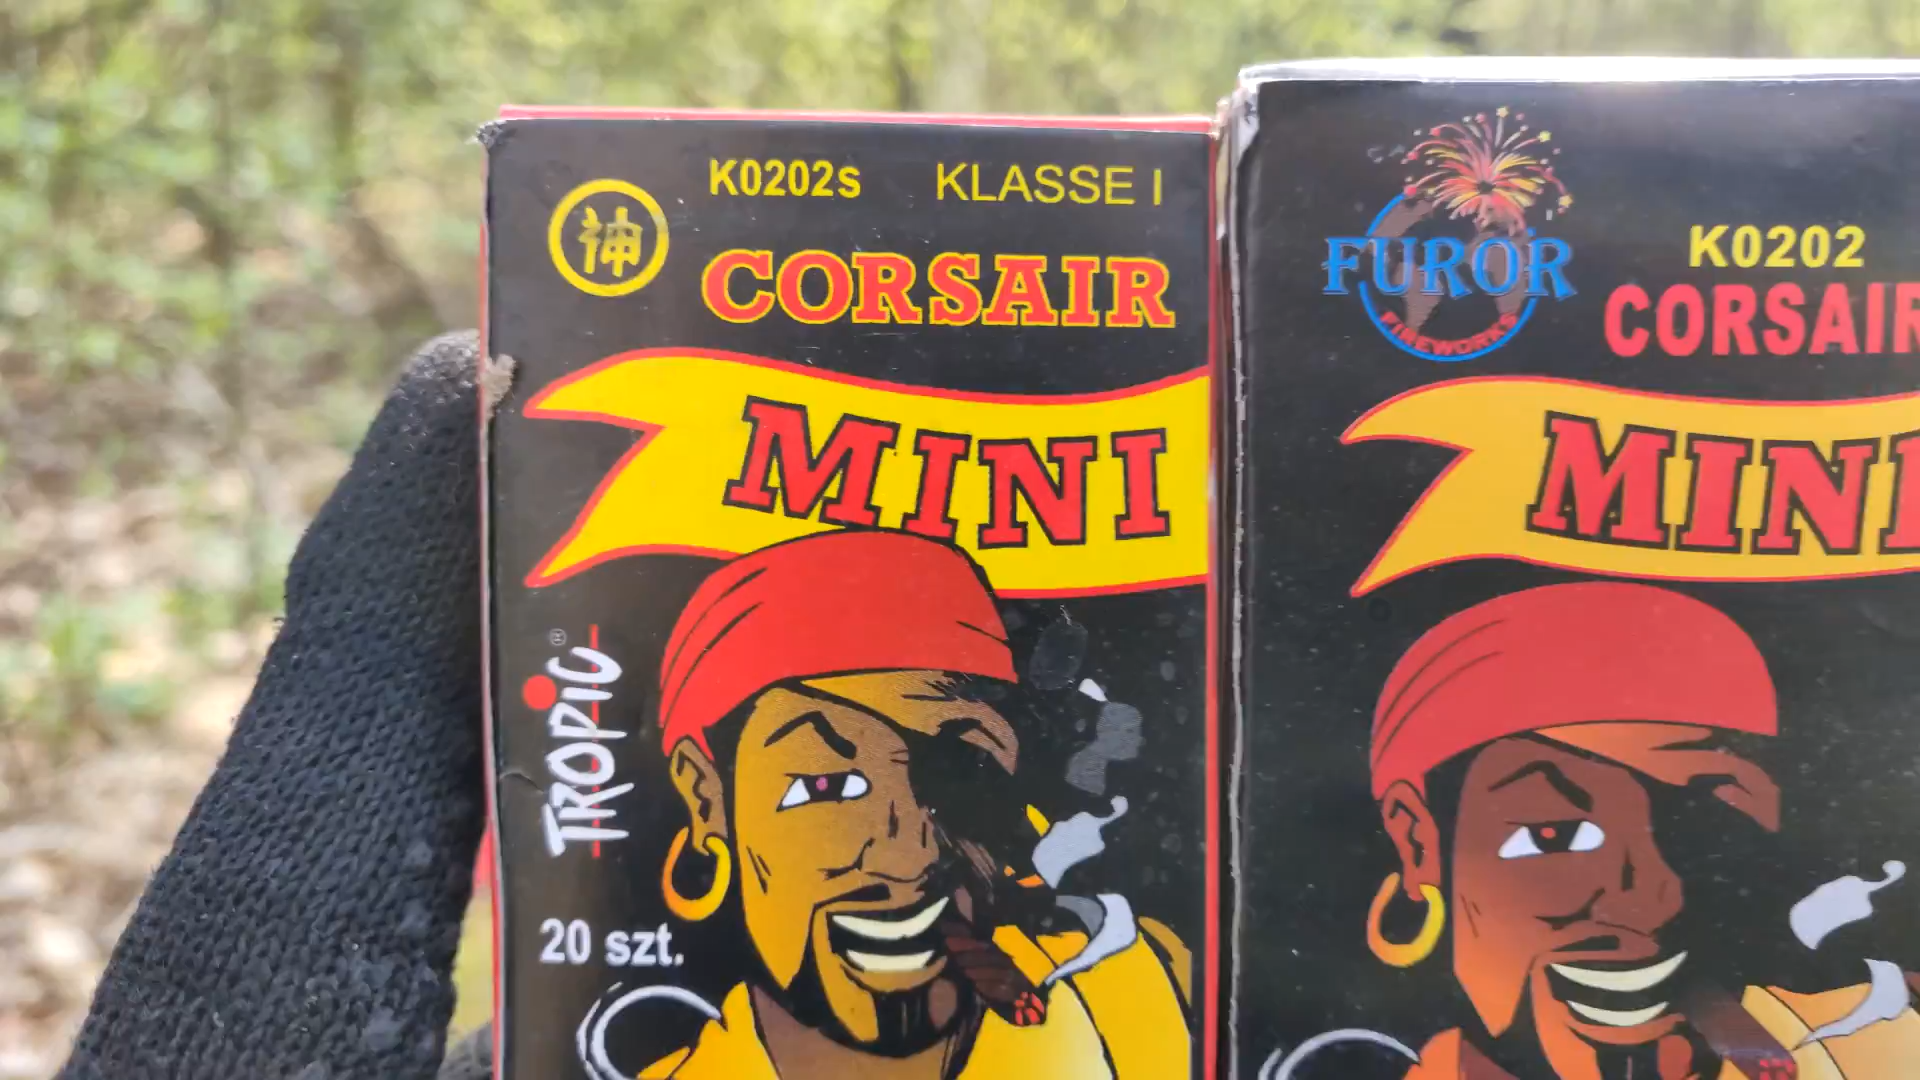 K0202s KLASSE I
神
CORSAIR
MINI
TROPIC®
20 szt.
FUROR
FIREWORKS
K0202
CORSAIR
MINI